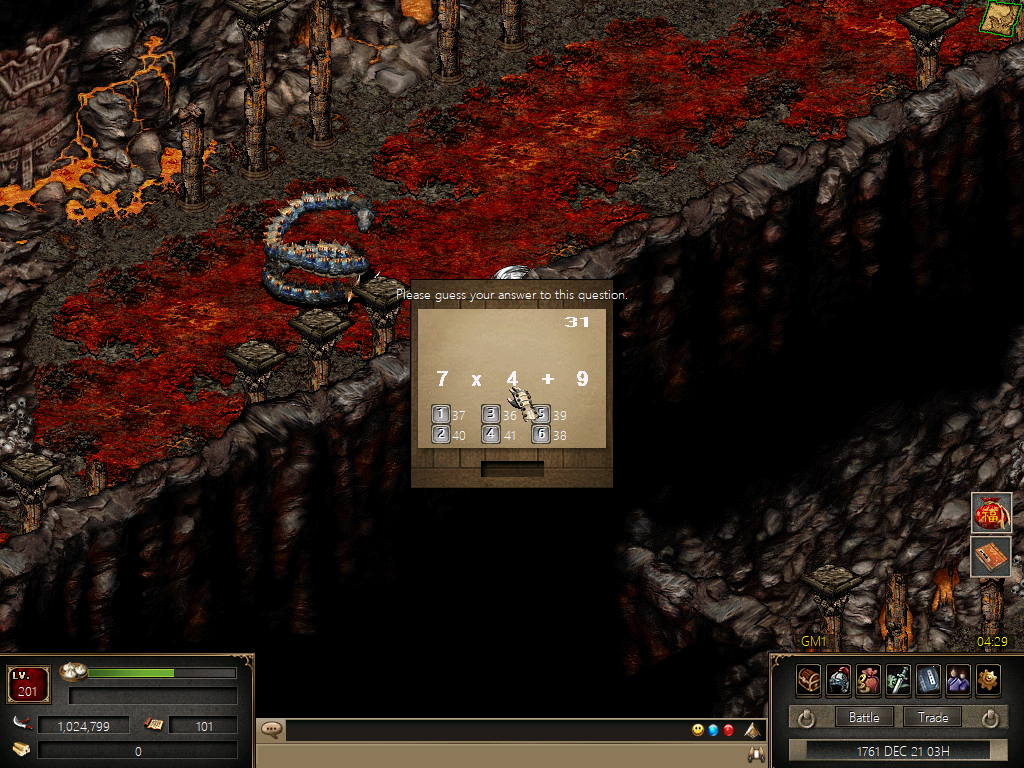 Please guess your answer to this question.
31
7 x 4 + 9
1 37 3 36 5 39
2 40 4 41 6 38
福
GM1 04:29
LV.
201
1,024,799 101
0
Battle Trade
1761 DEC 21 03H